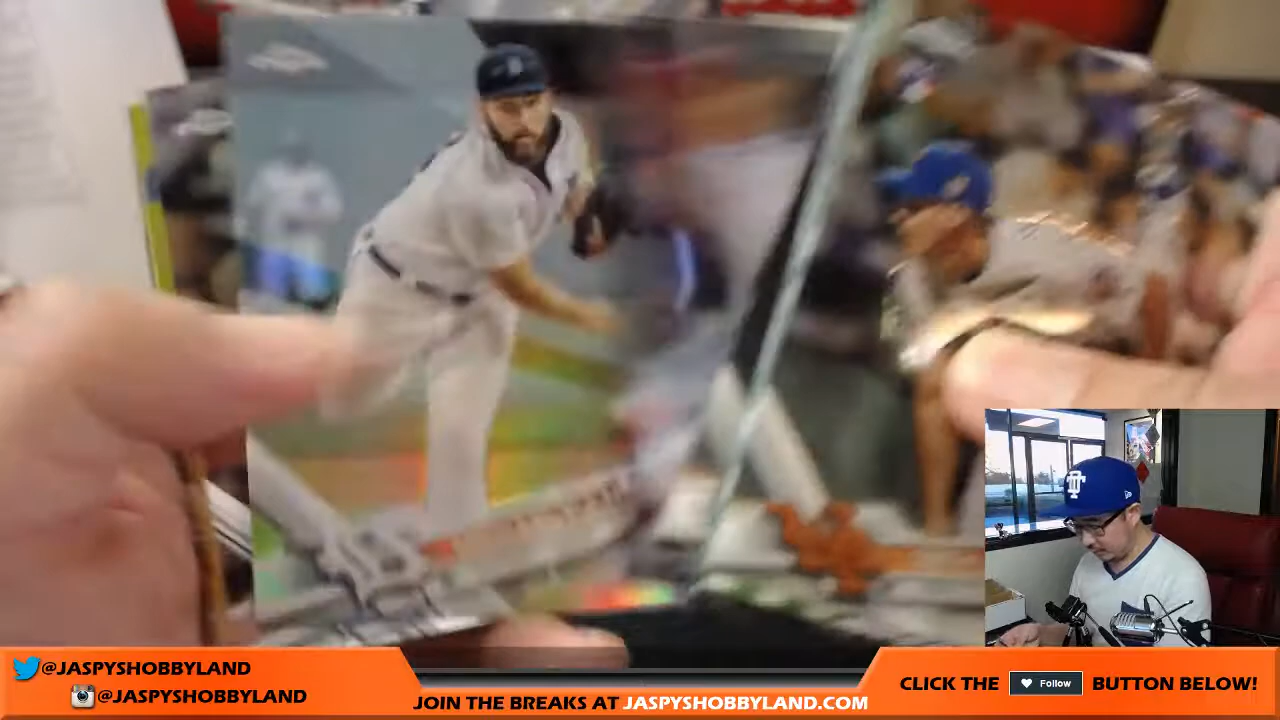 @JASPYSHOBBYLAND
@JASPYSHOBBYLAND
JOIN THE BREAKS AT JASPYSHOBBYLAND.COM
CLICK THE Follow BUTTON BELOW!